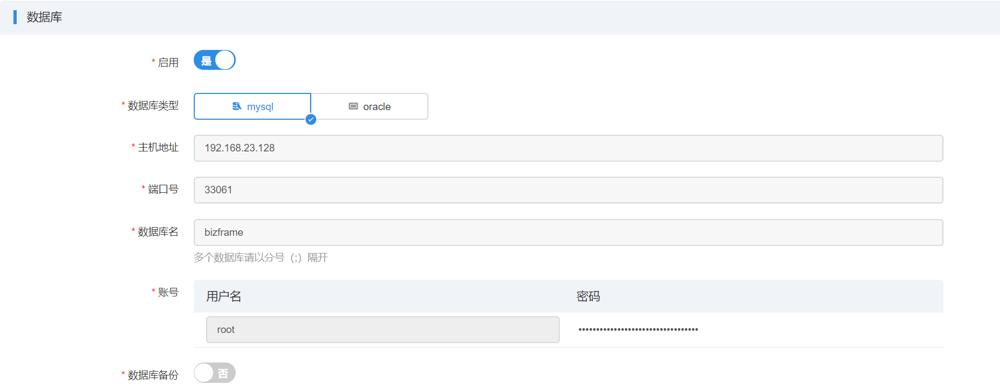 数据库
* 启用
是
* 数据库类型
mysql
oracle
* 主机地址
192.168.23.128
* 端口号
33061
* 数据库名
bizframe
多个数据库请以分号（;）隔开
* 账号
用户名
密码
root
••••••••••••••••••••••••••••••••••
* 数据库备份
否